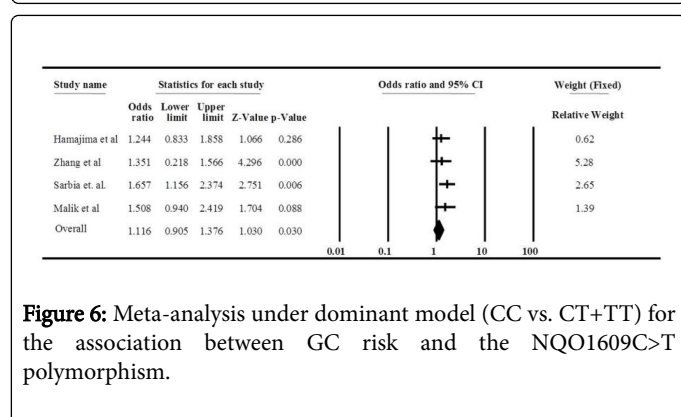 Study name Statistics for each study Odds ratio and 95% CI Weight (Fixed)
Odds ratio Lower limit Upper limit Z-Value p-Value Relative Weight
Hamajima et al 1.244 0.833 1.858 1.066 0.286 0.62
Zhang et al 1.351 0.218 1.566 4.296 0.000 5.28
Sarbia et. al. 1.657 1.156 2.374 2.751 0.006 2.65
Malik et al 1.508 0.940 2.419 1.704 0.088 1.39
Overall 1.116 0.905 1.376 1.030 0.030
0.01 0.1 1 10 100
Figure 6: Meta-analysis under dominant model (CC vs. CT+TT) for
the association between GC risk and the NQO1609C>T
polymorphism.